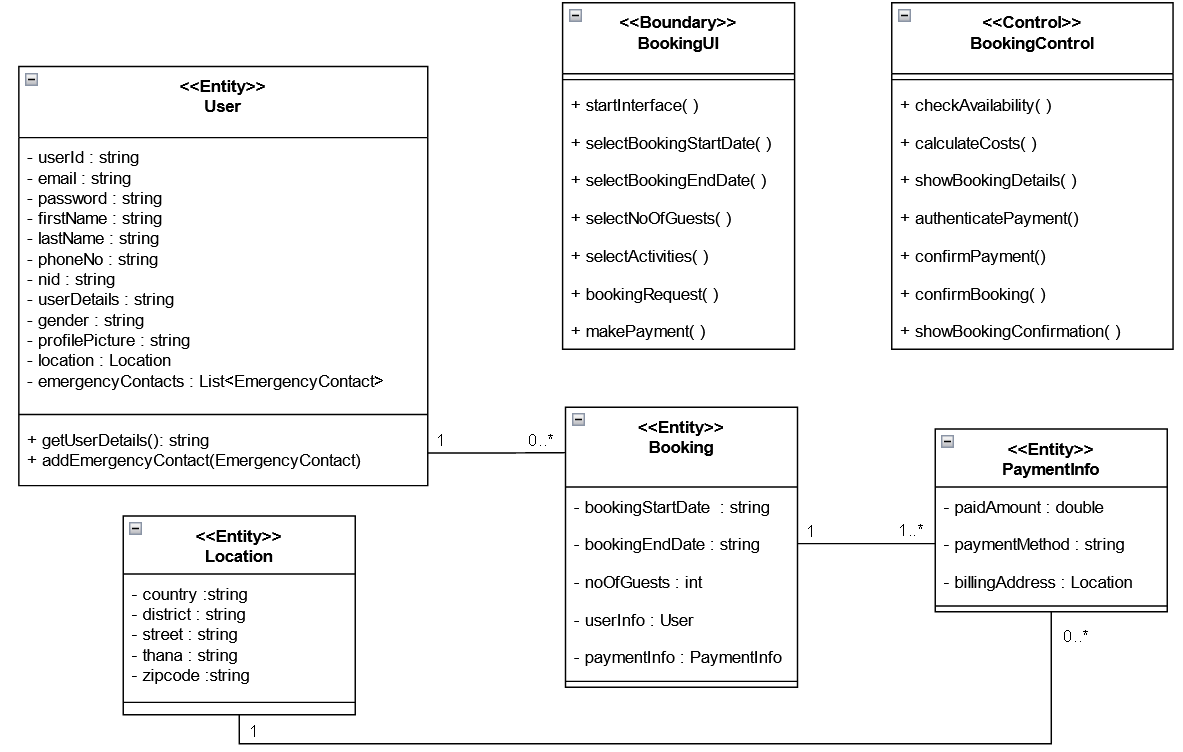 <<Entity>>
User
- userId : string
- email : string
- password : string
- firstName : string
- lastName : string
- phoneNo : string
- nid : string
- userDetails : string
- gender : string
- profilePicture : string
- location : Location
- emergencyContacts : List<EmergencyContact>
+ getUserDetails(): string
+ addEmergencyContact(EmergencyContact)
<<Boundary>>
BookingUI
+ startInterface( )
+ selectBookingStartDate( )
+ selectBookingEndDate( )
+ selectNoOfGuests( )
+ selectActivities( )
+ bookingRequest( )
+ makePayment( )
<<Control>>
BookingControl
+ checkAvailability( )
+ calculateCosts( )
+ showBookingDetails( )
+ authenticatePayment()
+ confirmPayment()
+ confirmBooking( )
+ showBookingConfirmation( )
1
0..*
<<Entity>>
Booking
- bookingStartDate : string
- bookingEndDate : string
- noOfGuests : int
- userInfo : User
- paymentInfo : PaymentInfo
1
1..*
<<Entity>>
PaymentInfo
- paidAmount : double
- paymentMethod : string
- billingAddress : Location
0..*
<<Entity>>
Location
- country :string
- district : string
- street : string
- thana : string
- zipcode :string
1